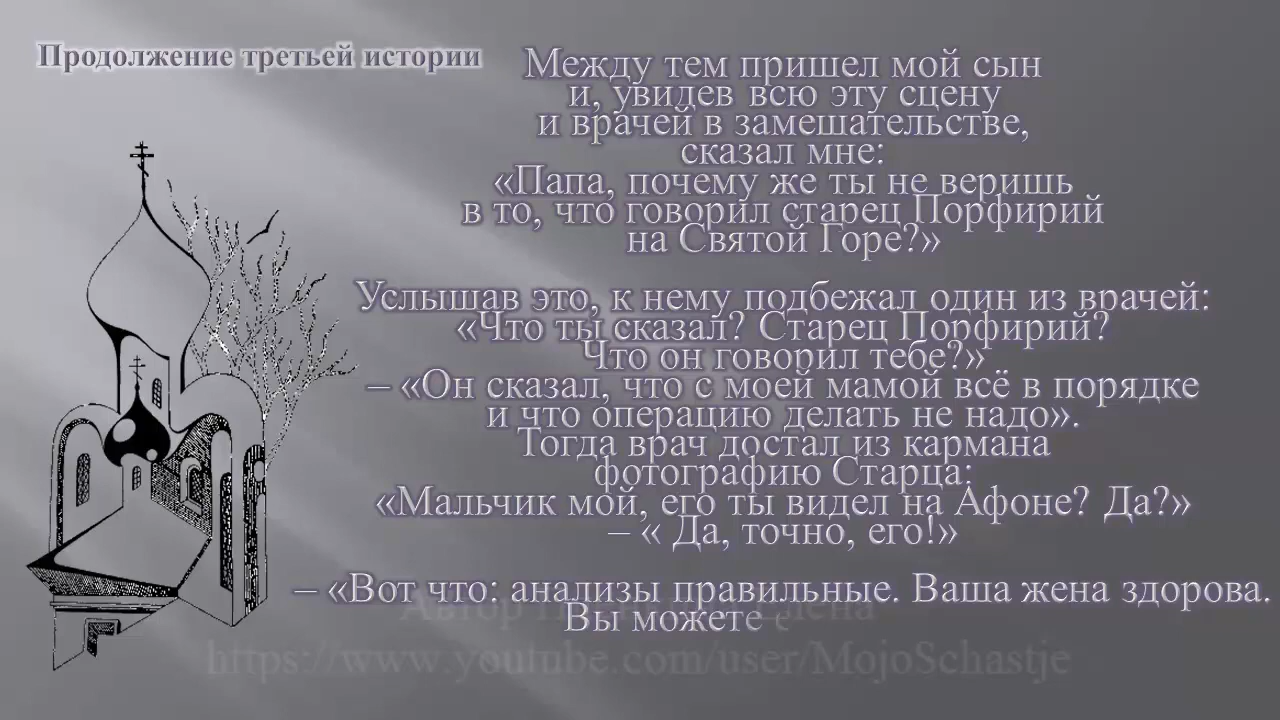 Продолжение третьей истории
Между тем пришел мой сын
и, увидев всю эту сцену
и врачей в замешательстве,
сказал мне:
«Папа, почему же ты не веришь
в то, что говорил старец Порфирий
на Святой Горе?»
Услышав это, к нему подбежал один из врачей:
«Что ты сказал? Старец Порфирий?
Что он говорил тебе?»
– «Он сказал, что с моей мамой всё в порядке
и что операцию делать не надо».
Тогда врач достал из кармана
фотографию Старца:
«Мальчик мой, его ты видел на Афоне? Да?»
– « Да, точно, его!»
– «Вот что: анализы правильные. Ваша жена здорова.
Вы можете
Автор Елена
https://www.youtube.com/user/MojoSchastje